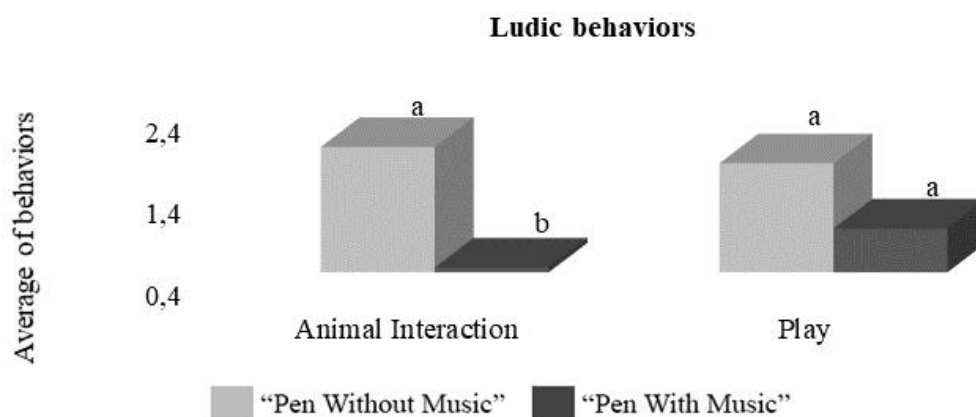 Ludic behaviors
Average of behaviors
2,4
1,4
0,4
a
b
a
a
Animal Interaction
Play
“Pen Without Music”
“Pen With Music”